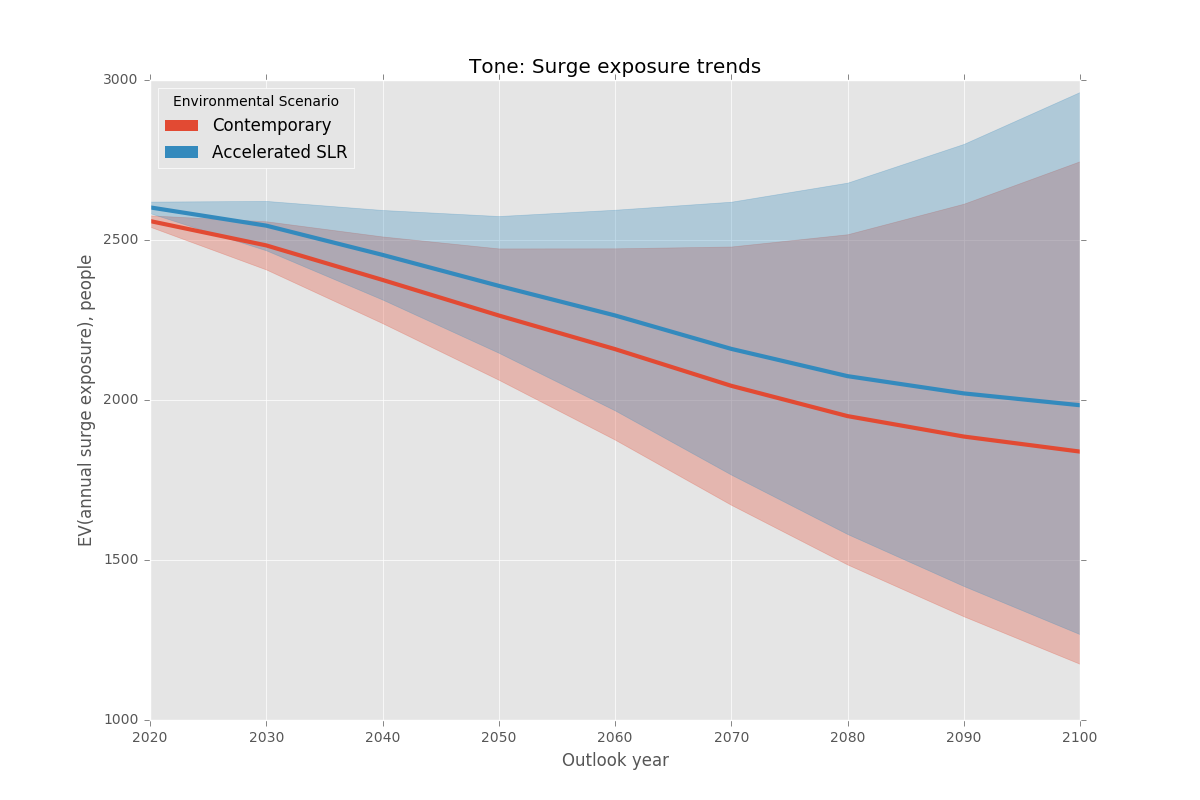 Tone: Surge exposure trends
Environmental Scenario
Contemporary
Accelerated SLR
EV(annual surge exposure), people
3000
2500
2000
1500
1000
2020 2030 2040 2050 2060 2070 2080 2090 2100
Outlook year